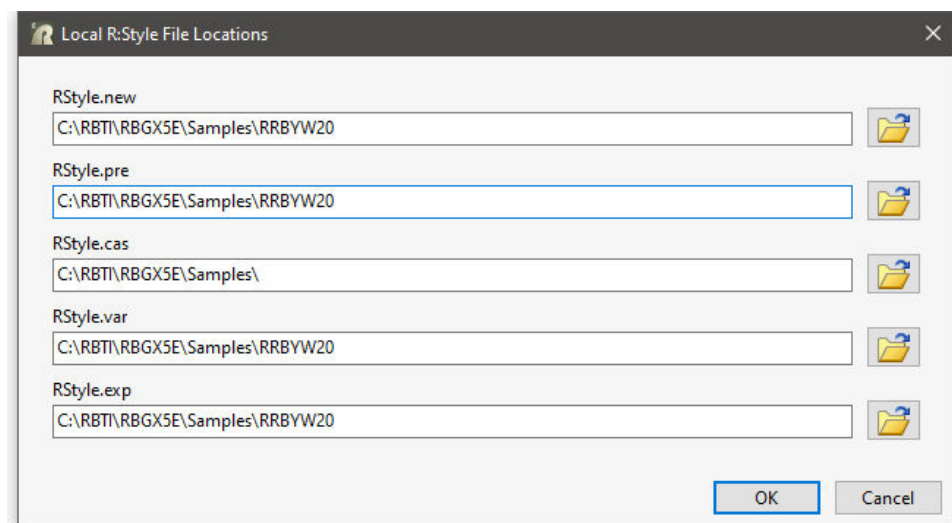 Local R:Style File Locations
RStyle.new
C:\RBTI\RBGX5E\Samples\RRBYW20
RStyle.pre
C:\RBTI\RBGX5E\Samples\RRBYW20
RStyle.cas
C:\RBTI\RBGX5E\Samples\
RStyle.var
C:\RBTI\RBGX5E\Samples\RRBYW20
RStyle.exp
C:\RBTI\RBGX5E\Samples\RRBYW20
OK Cancel